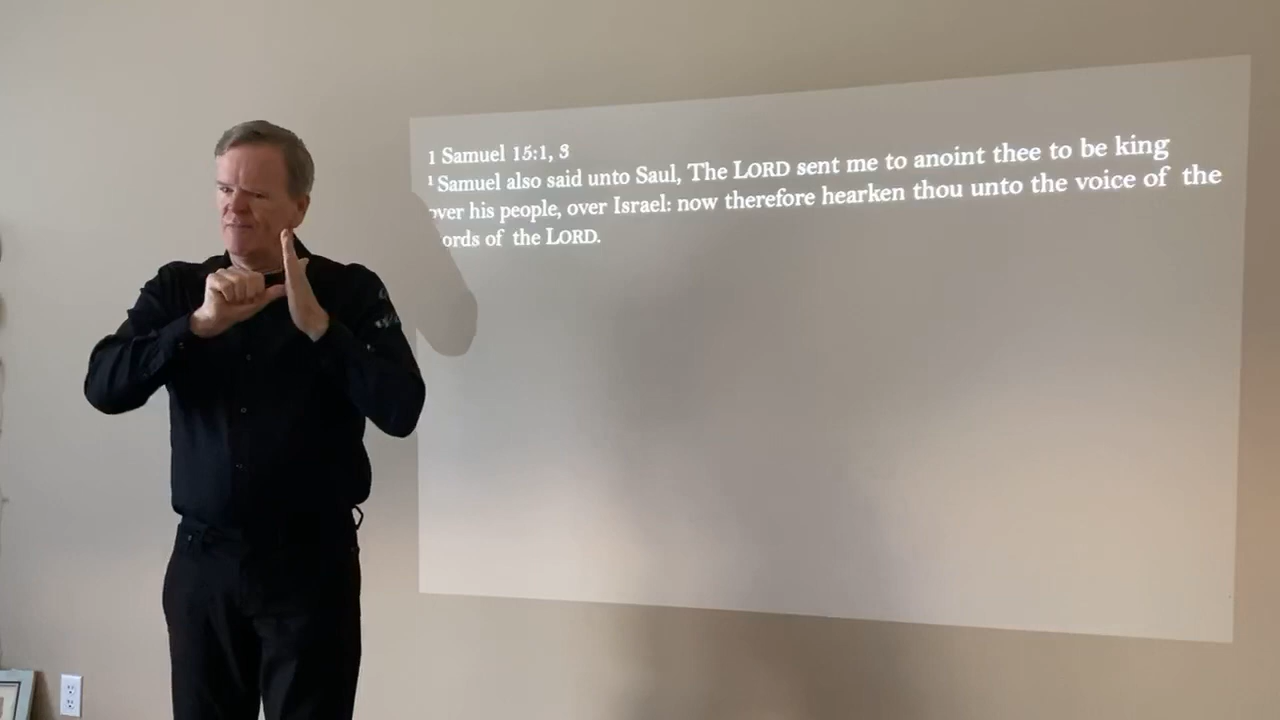 1 Samuel 15:1, 3
¹ Samuel also said unto Saul, The LORD sent me to anoint thee to be king
over his people, over Israel: now therefore hearken thou unto the voice of the
ords of the LORD.